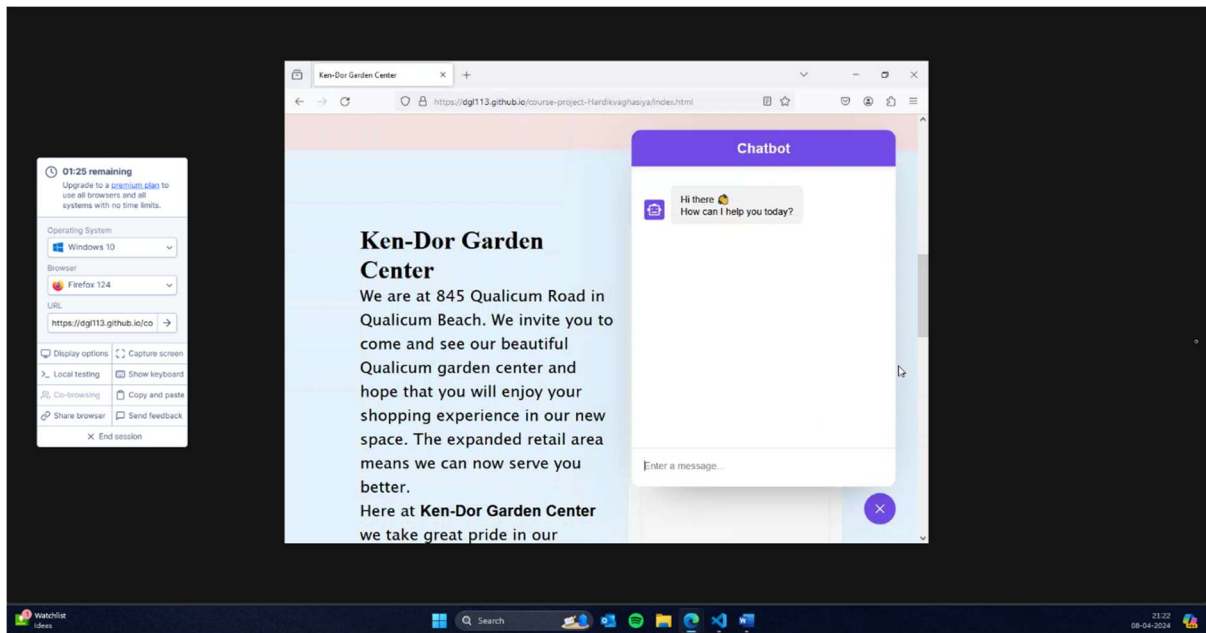 Ken-Dor Garden Center
https://dgl113.github.io/course-project-Hardikvaghasiya/index.html
01:25 remaining
Upgrade to a premium plan to
use all browsers and all
systems with no time limits.
Operating System
Windows 10
Browser
Firefox 124
URL
https://dgl113.github.io/co
Display options
Capture screen
Local testing
Show keyboard
Co-browsing
Copy and paste
Share browser
Send feedback
End session
Ken-Dor Garden
Center
We are at 845 Qualicum Road in
Qualicum Beach. We invite you to
come and see our beautiful
Qualicum garden center and
hope that you will enjoy your
shopping experience in our new
space. The expanded retail area
means we can now serve you
better.
Here at Ken-Dor Garden Center
we take great pride in our
Chatbot
Hi there
How can I help you today?
Enter a message...
Watchlist
Idées
Search
21:22
08-04-2024